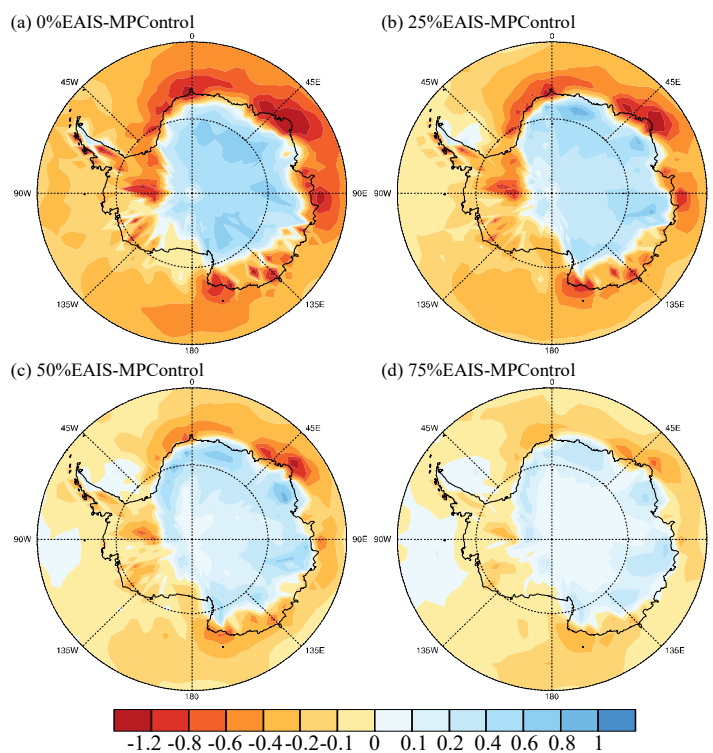 (a) 0%EAIS-MPControl
(b) 25%EAIS-MPControl
0
0
45W
45E
45W
45E
90W
90E
90W
90E
135W
135E
135W
135E
180
180
(c) 50%EAIS-MPControl
(d) 75%EAIS-MPControl
0
0
45W
45E
45W
45E
90W
90E
90W
90E
135W
135E
135W
135E
180
180
-1.2 -0.8 -0.6 -0.4 -0.2 -0.1 0 0.1 0.2 0.4 0.6 0.8 1